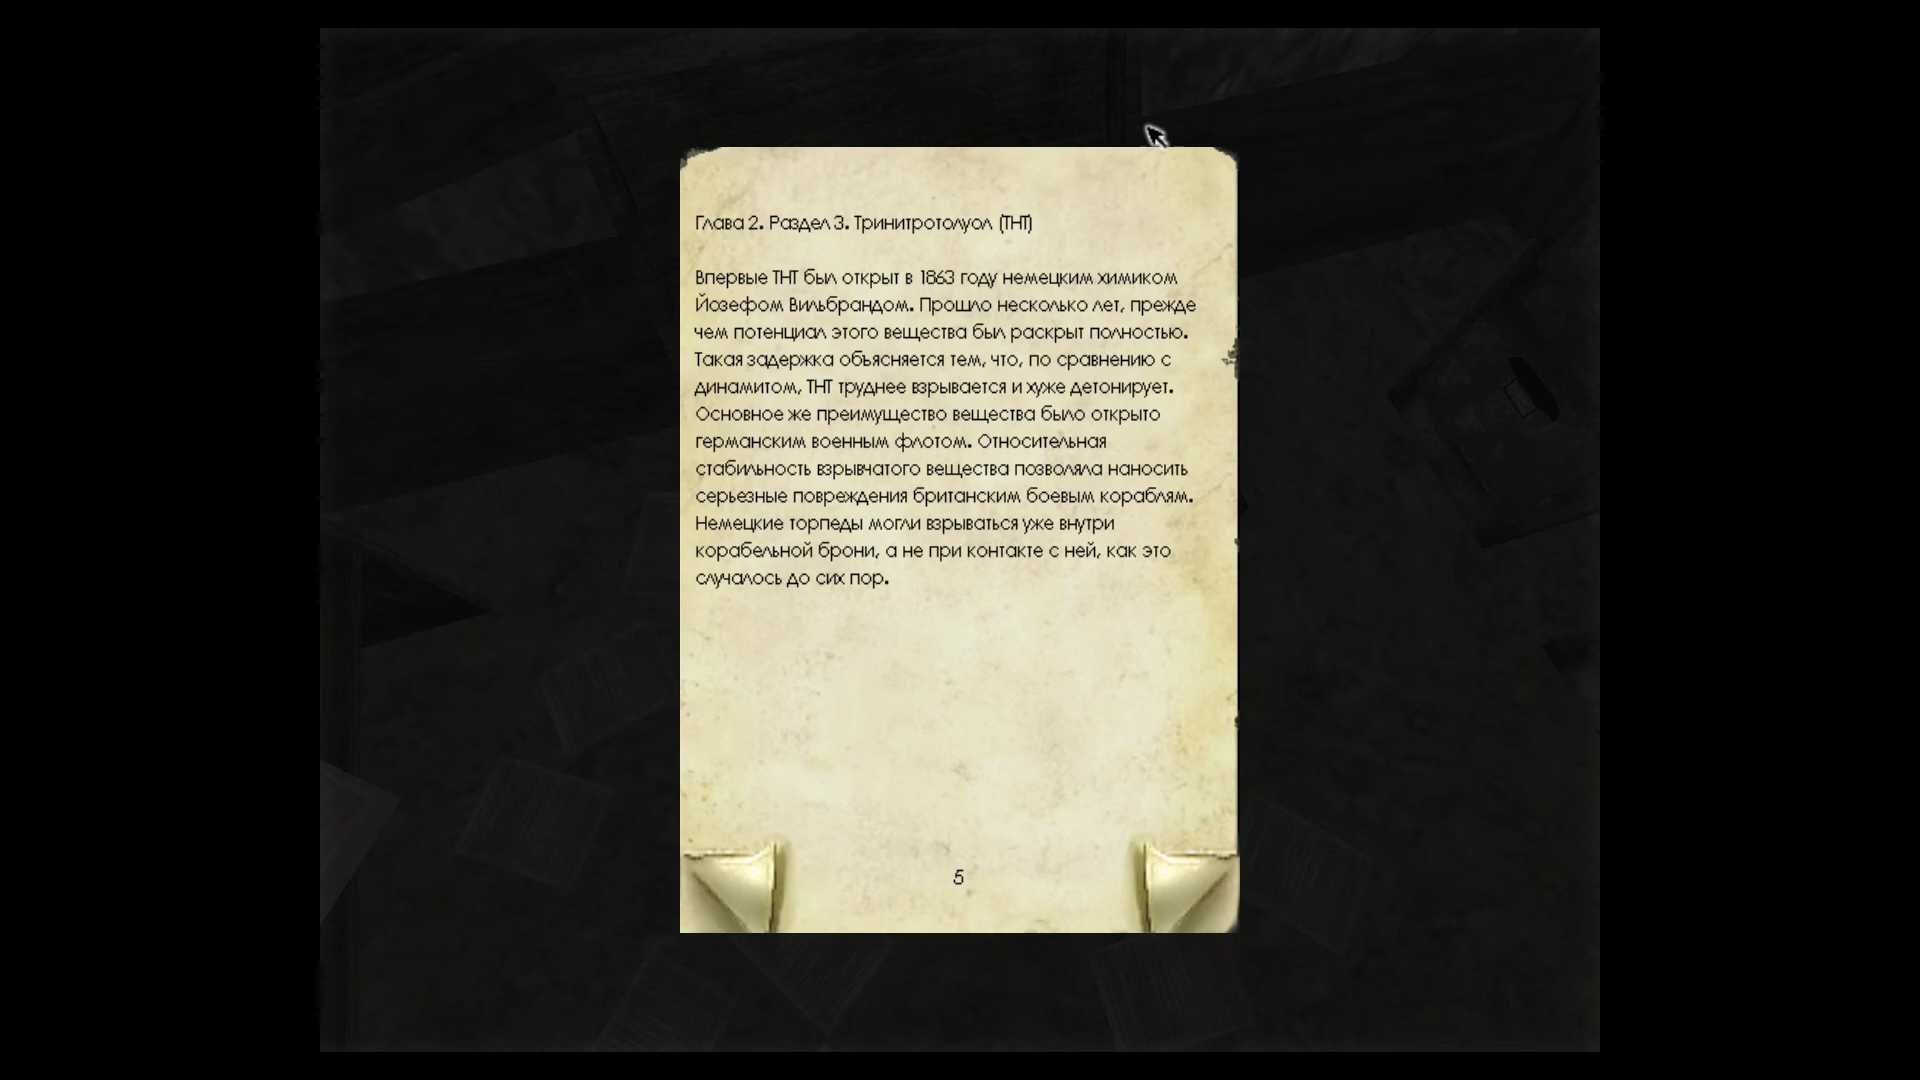 Глава 2. Раздел 3. Тринитротолуол (ТНТ)
Впервые ТНТ был открыт в 1863 году немецким химиком
Йозефом Вильбрандом. Прошло несколько лет, прежде
чем потенциал этого вещества был раскрыт полностью.
Такая задержка объясняется тем, что, по сравнению с
динамитом, ТНТ труднее взрывается и хуже детонирует.
Основное же преимущество вещества было открыто
германским военным флотом. Относительная
стабильность взрывчатого вещества позволяла наносить
серьезные повреждения британским боевым кораблям.
Немецкие торпеды могли взрываться уже внутри
корабельной брони, а не при контакте с ней, как это
случалось до сих пор.
5